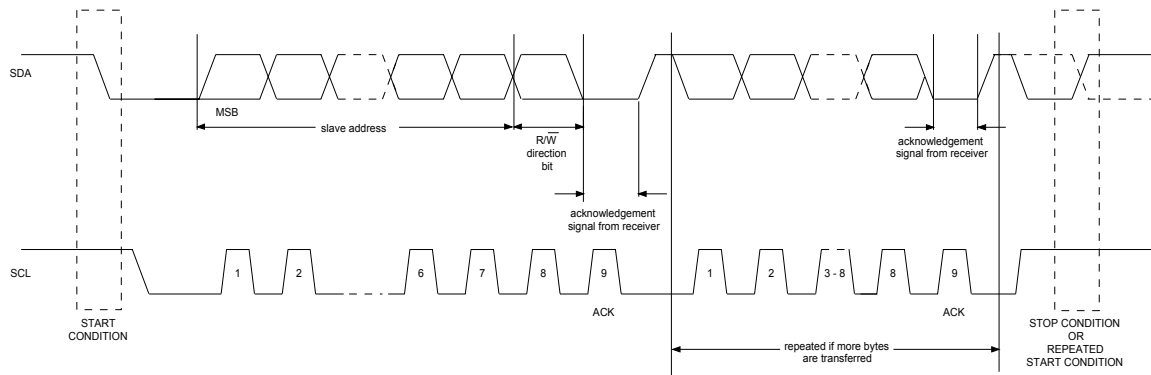 SDA
MSB
slave address
R/W̅
direction
bit
acknowledgement
signal from receiver
acknowledgement
signal from receiver
SCL
1
2
6
7
8
9
1
2
3 - 8
8
9
ACK
ACK
START
CONDITION
repeated if more bytes
are transferred
STOP CONDITION
OR
REPEATED
START CONDITION